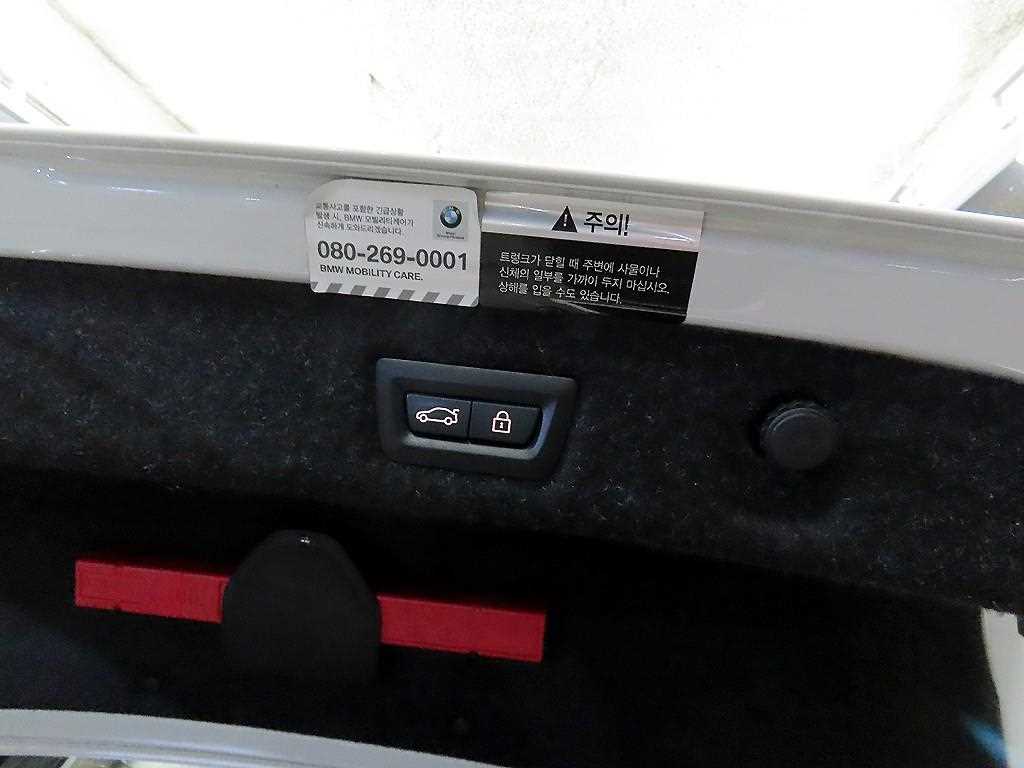 교통사고를 포함한 긴급상황
발생 시, BMW 모빌리티케어가
신속하게 도와드리겠습니다.
080-269-0001
BMW MOBILITY CARE.
주의!
트렁크가 닫힐 때 주변에 사물이나
신체의 일부를 가까이 두지 마십시오.
상해를 입을 수도 있습니다.